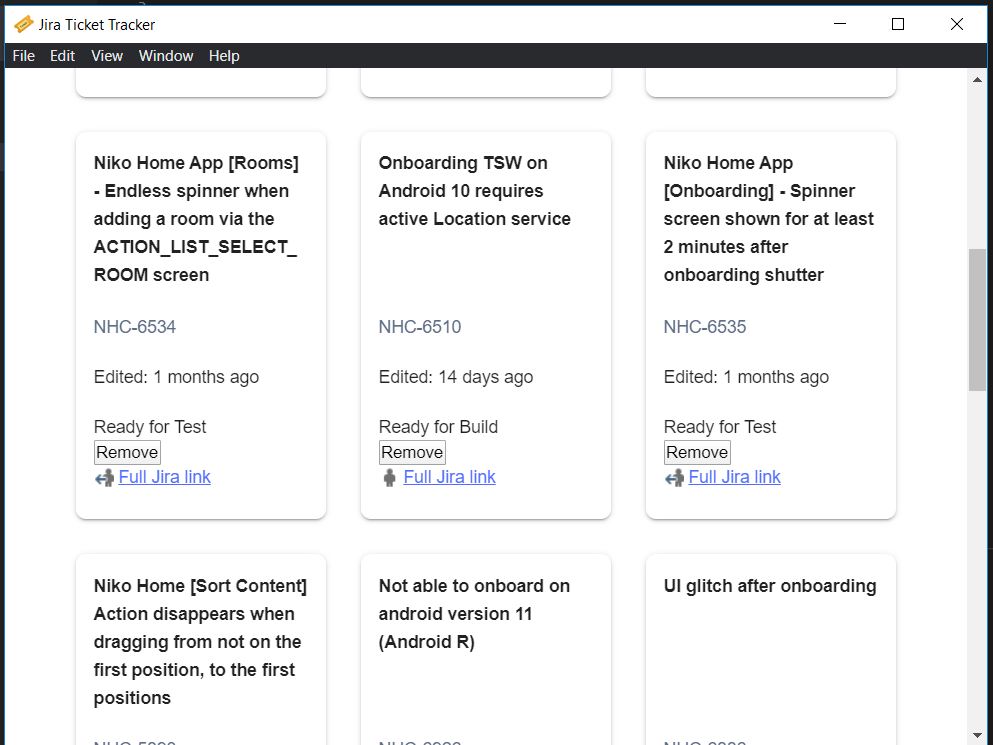 Jira Ticket Tracker
File Edit View Window Help
Niko Home App [Rooms]
- Endless spinner when
adding a room via the
ACTION_LIST_SELECT_
ROOM screen
NHC-6534
Edited: 1 months ago
Ready for Test
Remove
Full Jira link
Onboarding TSW on
Android 10 requires
active Location service
NHC-6510
Edited: 14 days ago
Ready for Build
Remove
Full Jira link
Niko Home App
[Onboarding] - Spinner
screen shown for at least
2 minutes after
onboarding shutter
NHC-6535
Edited: 1 months ago
Ready for Test
Remove
Full Jira link
Niko Home [Sort Content]
Action disappears when
dragging from not on the
first position, to the first
positions
Not able to onboard on
android version 11
(Android R)
UI glitch after onboarding